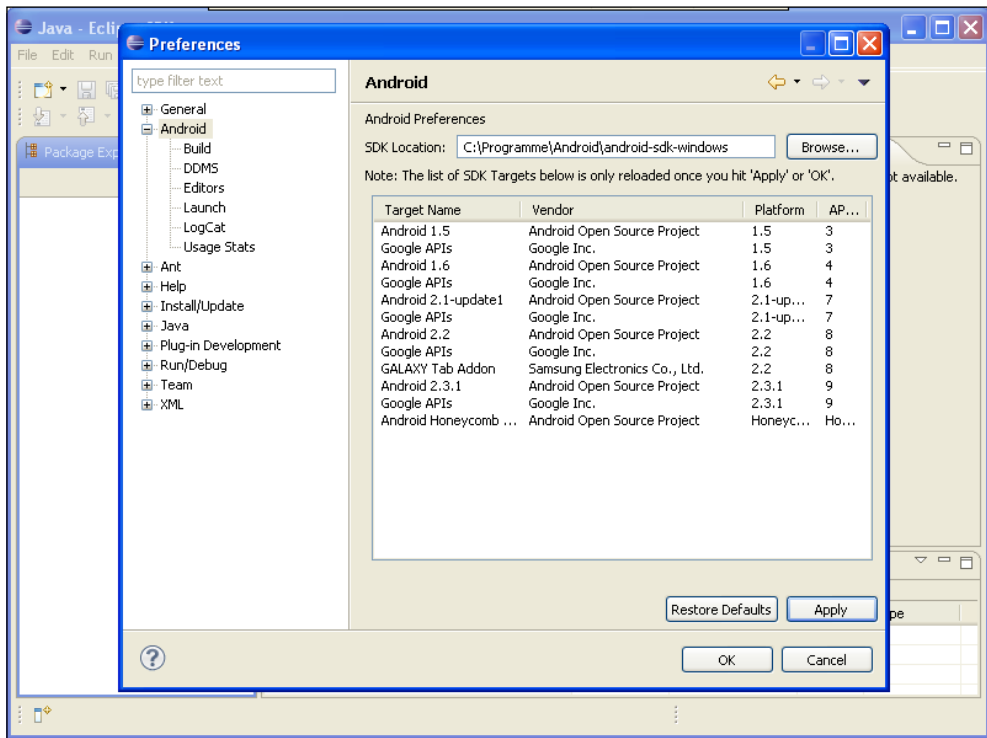 Java - Ecli
File Edit Run
Package Exp
Preferences
type filter text
General
Android
Build
DDMS
Editors
Launch
LogCat
Usage Stats
Ant
Help
Install/Update
Java
Plug-in Development
Run/Debug
Team
XML
Android
Android Preferences
SDK Location: C:\Programme\Android\android-sdk-windows Browse...
Note: The list of SDK Targets below is only reloaded once you hit 'Apply' or 'OK'.
Target Name Vendor Platform AP...
Android 1.5 Android Open Source Project 1.5 3
Google APIs Google Inc. 1.5 3
Android 1.6 Android Open Source Project 1.6 4
Google APIs Google Inc. 1.6 4
Android 2.1-update1 Android Open Source Project 2.1-up... 7
Google APIs Google Inc. 2.1-up... 7
Android 2.2 Android Open Source Project 2.2 8
Google APIs Google Inc. 2.2 8
GALAXY Tab Addon Samsung Electronics Co., Ltd. 2.2 8
Android 2.3.1 Android Open Source Project 2.3.1 9
Google APIs Google Inc. 2.3.1 9
Android Honeycomb ... Android Open Source Project Honeyc... Ho...
Restore Defaults Apply
OK Cancel
ot available.
pe